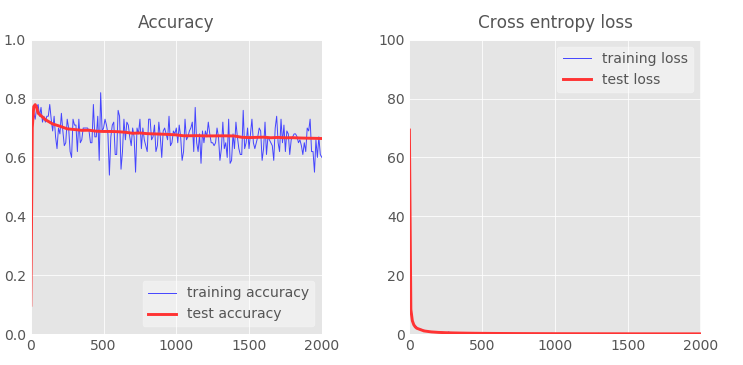 Accuracy
1.0
0.8
0.6
0.4
0.2
0.0
training accuracy
test accuracy
0 500 1000 1500 2000
Cross entropy loss
100
80
60
40
20
0
training loss
test loss
0 500 1000 1500 2000